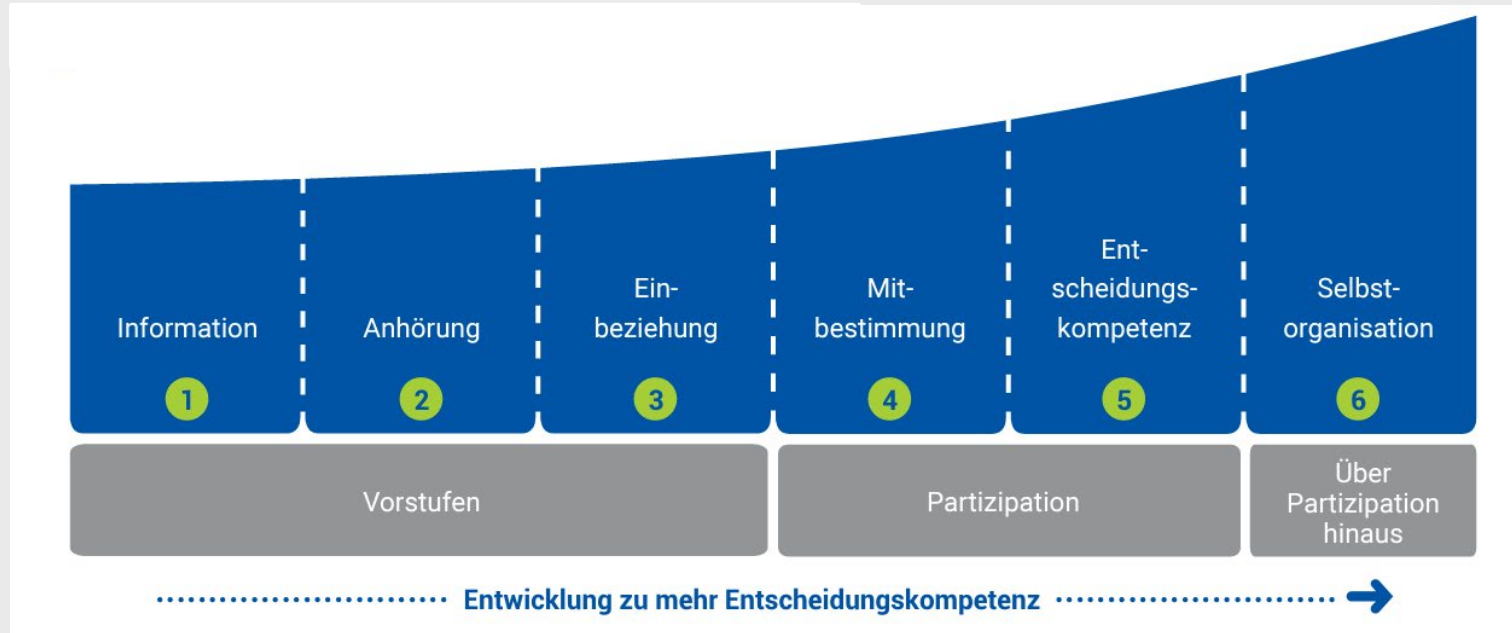 Information
1
Anhörung
2
Ein-
beziehung
3
Mit-
bestimmung
4
Ent-
scheidungs-
kompetenz
5
Selbst-
organisation
6
Vorstufen
Partizipation
Über
Partizipation
hinaus
Entwicklung zu mehr Entscheidungskompetenz